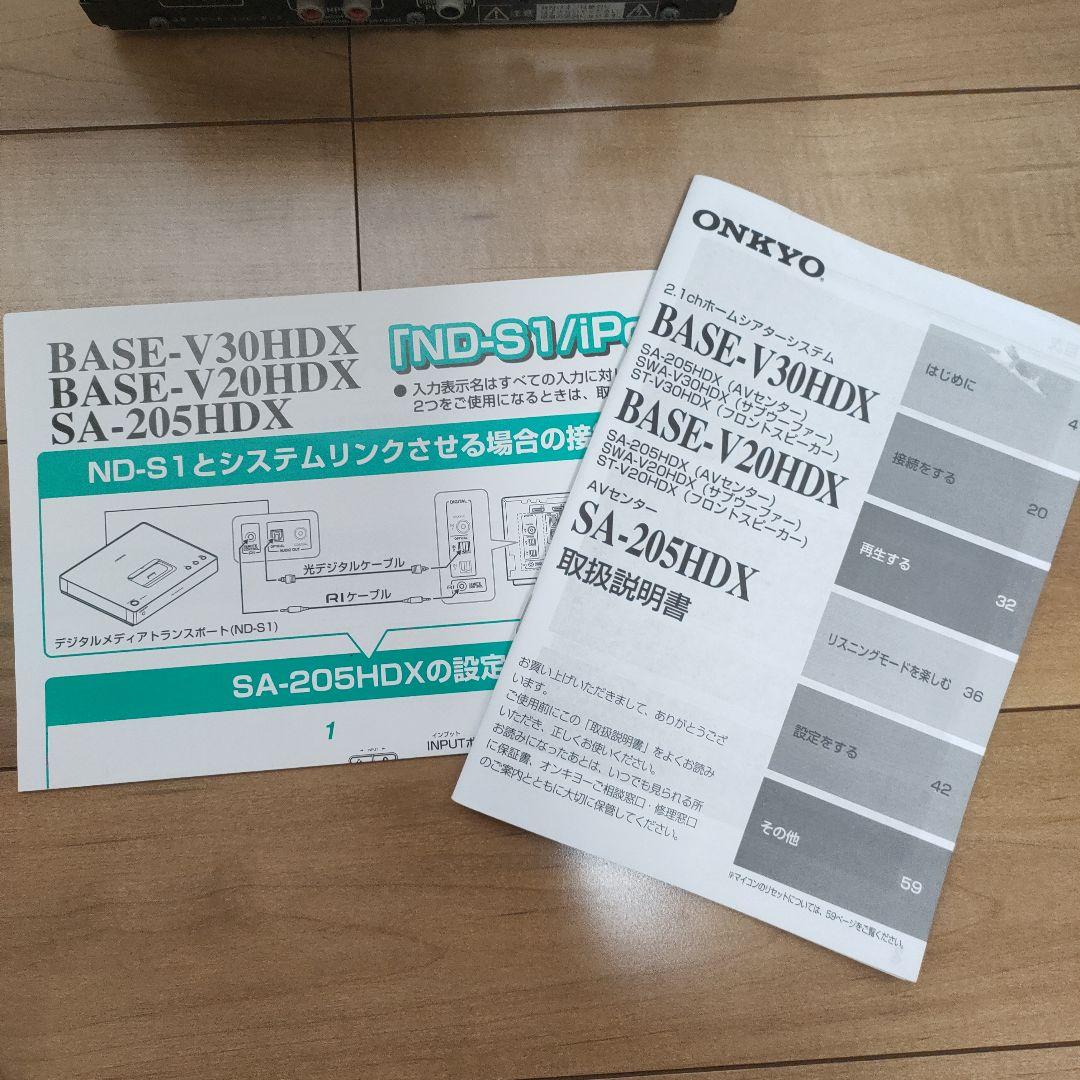 BASE-V30HDX
BASE-V20HDX
SA-205HDX
「ND-S1/iPo
● 入力表示名はすべての入力に対
2つをご使用になるときは、取
ND-S1とシステムリンクさせる場合の接
DIGITAL
OPTICAL
AUDIO OUT
OPTICAL
光デジタルケーブル
RIケーブル
デジタルメディアトランスポート(ND-S1)
SA-205HDXの設定
1
インプット
INPUTボ
INPUT
ONKYO
2.1chホームシアターシステム
BASE-V30HDX
SA-205HDX(AVセンター)
SWA-V30HDX(サブウーファー)
ST-V30HDX(フロントスピーカー)
BASE-V20HDX
SA-205HDX(AVセンター)
SWA-V20HDX(サブウーファー)
ST-V20HDX(フロントスピーカー)
AVセンター
SA-205HDX
取扱説明書
お買い上げいただきまして、ありがとうござ
います。
ご使用前にこの「取扱説明書」をよくお読み
いただき、正しくお使いください。
お読みになったあとは、いつでも見られる所
に保証書、オンキヨーご相談窓口・修理窓口
のご案内とともに大切に保管してください。
はじめに
4
接続をする
20
再生する
32
リスニングモードを楽しむ 36
設定をする
42
その他
59
※マイコンのリセットについては、59ページをご覧ください。